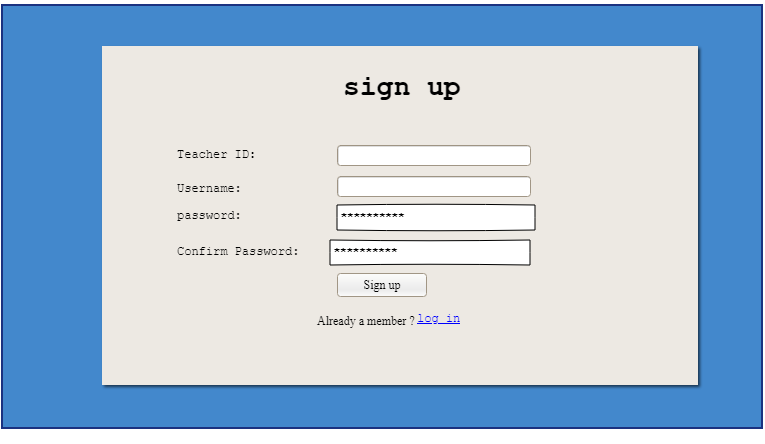 sign up
Teacher ID:
Username:
password: **********
Confirm Password: **********
Sign up
Already a member ? log in